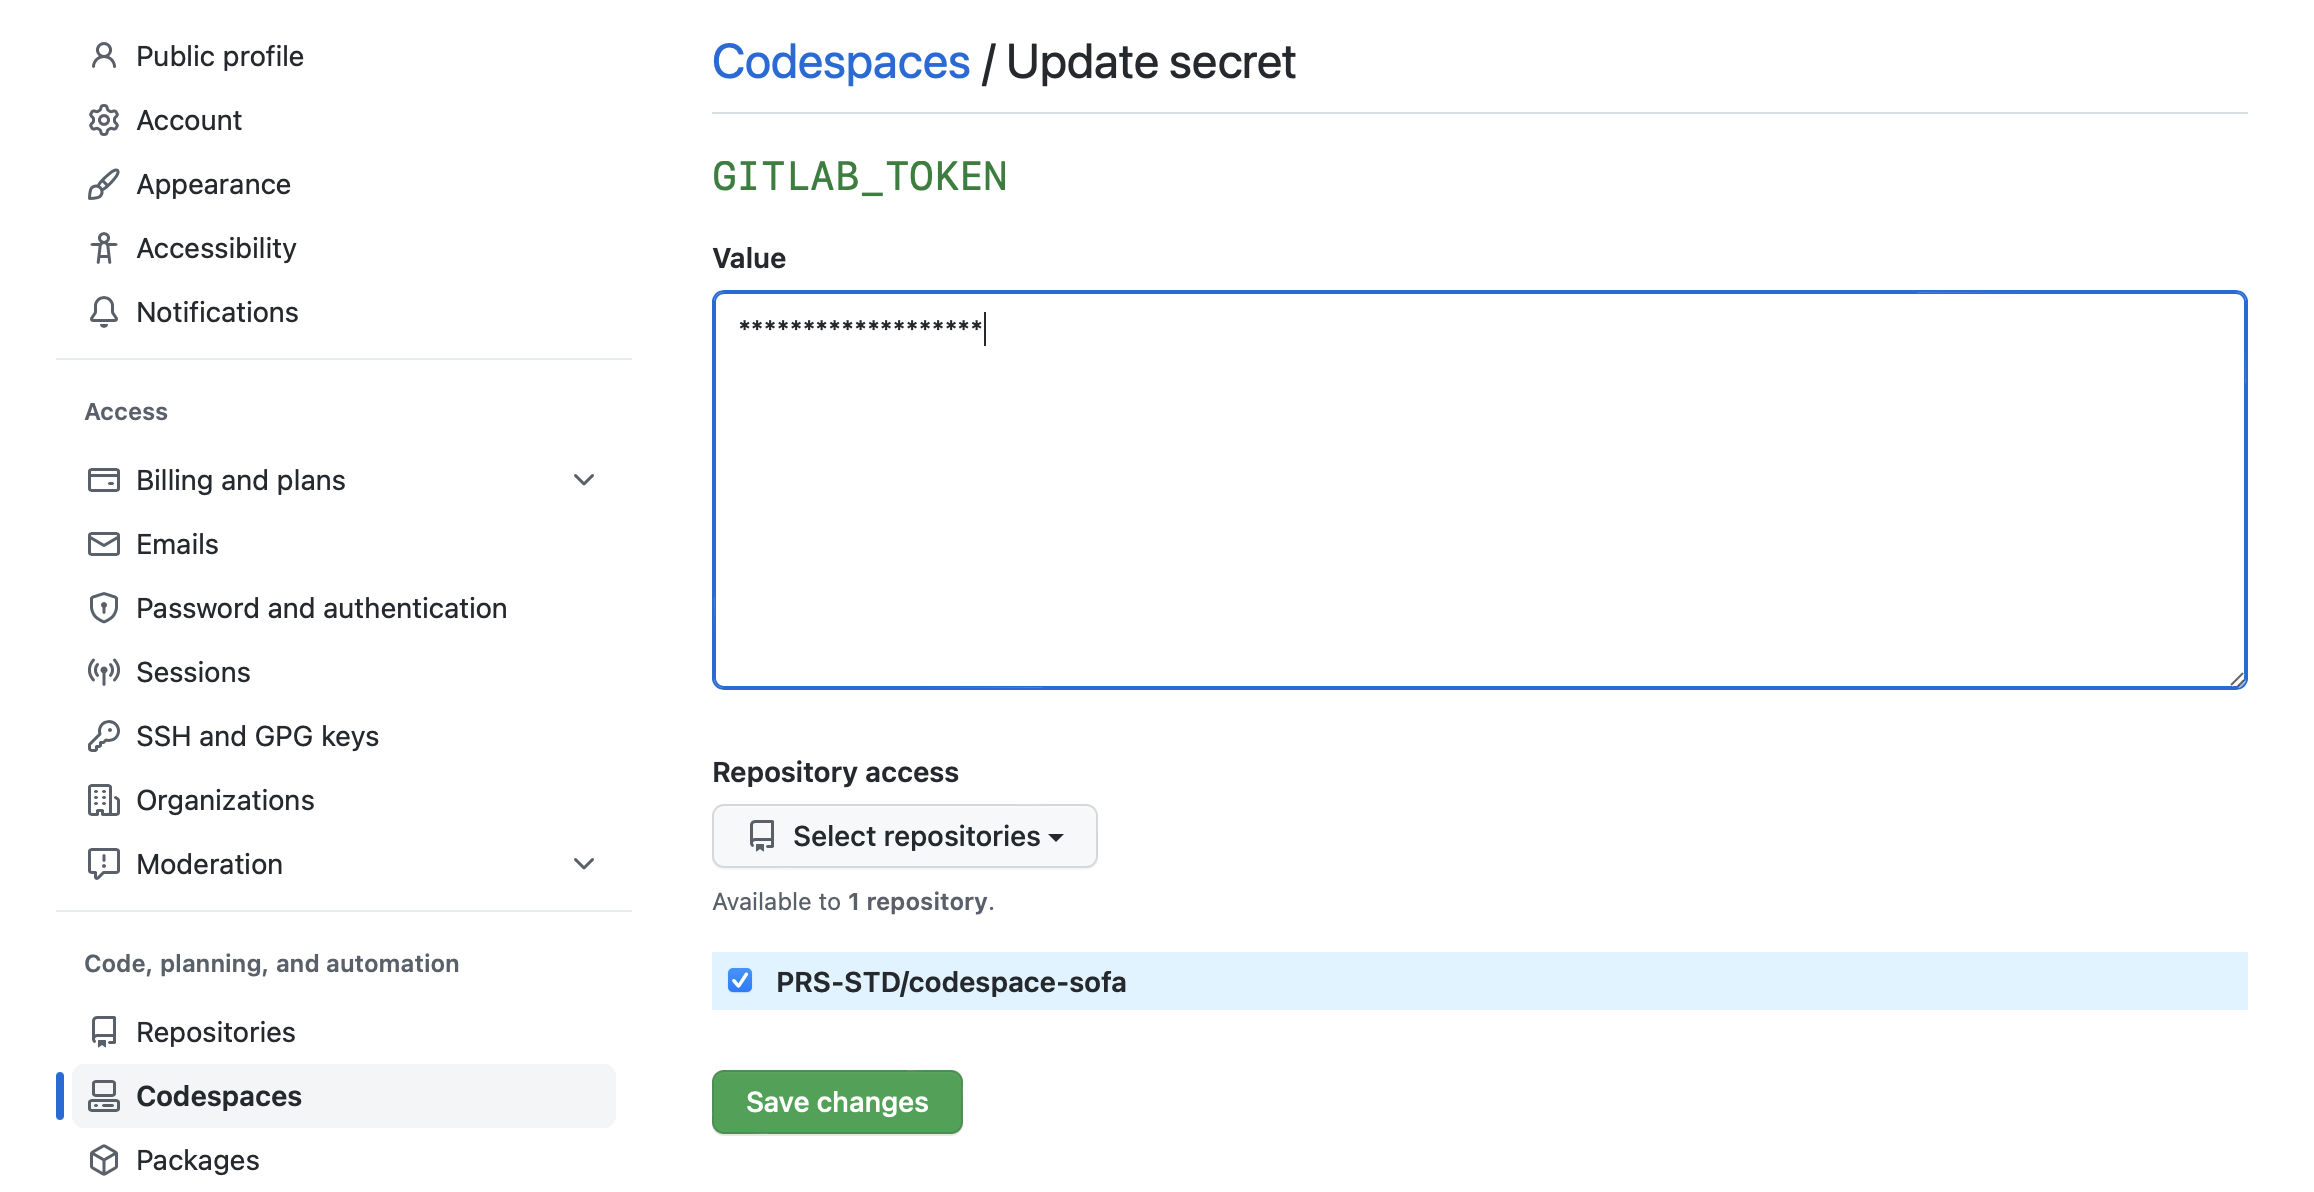 Public profile
Account
Appearance
Accessibility
Notifications
Access
Billing and plans
Emails
Password and authentication
Sessions
SSH and GPG keys
Organizations
Moderation
Code, planning, and automation
Repositories
Codespaces
Packages
Codespaces / Update secret
GITLAB_TOKEN
Value
*******************
Repository access
Select repositories
Available to 1 repository.
PRS-STD/codespace-sofa
Save changes